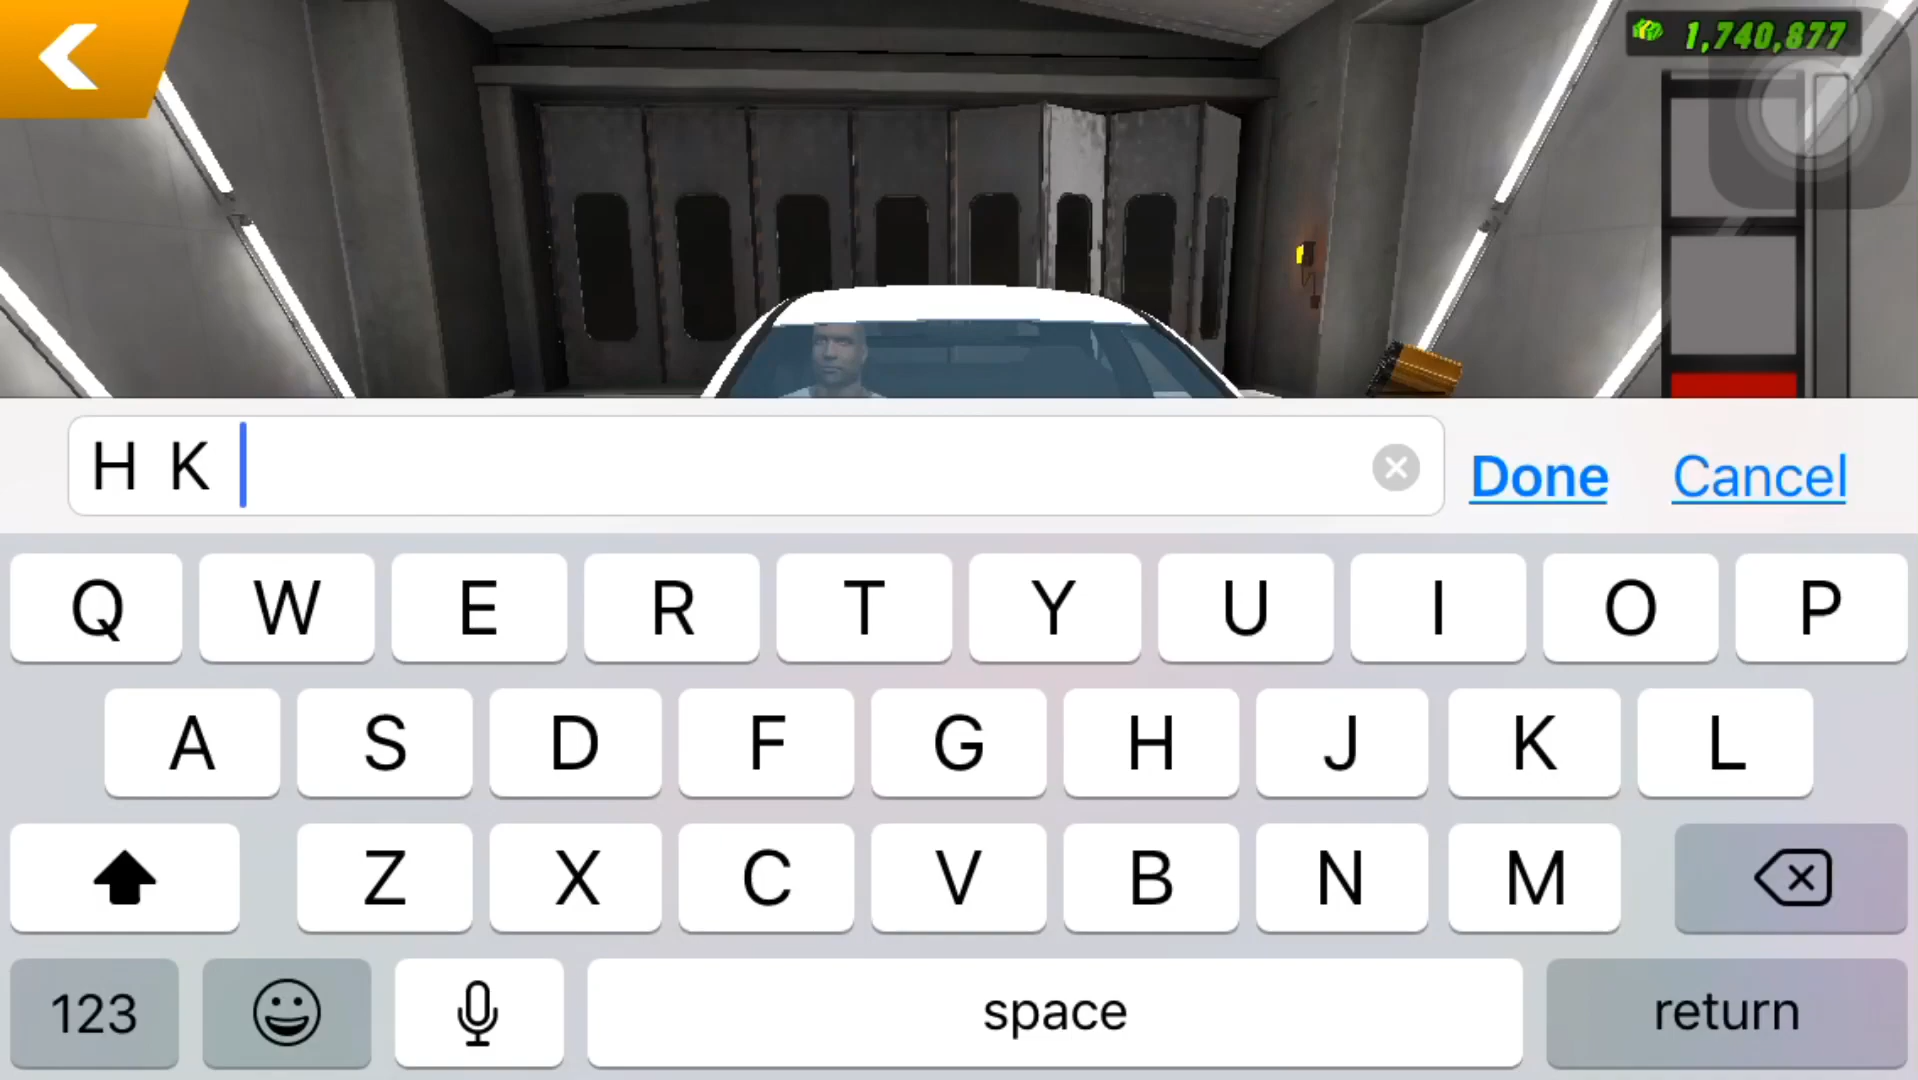 1,740,877
H K
Done Cancel
Q W E R T Y U I O P
A S D F G H J K L
Z X C V B N M
123 space return